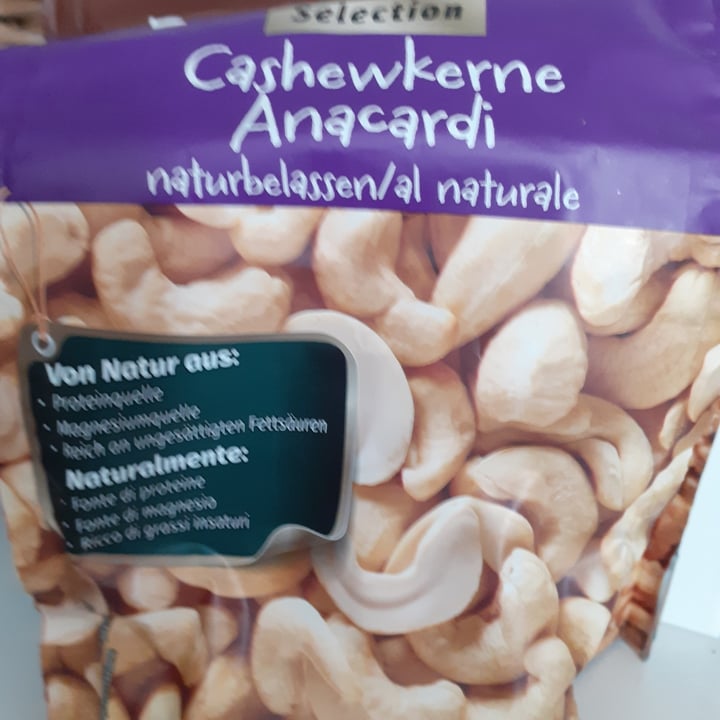 Selection
Cashewkerne
Anacardi
naturbelassen/al naturale
Von Natur aus:
· Proteinquelle
· Magnesiumquelle
· Reich an ungesättigten Fettsäuren
Naturalmente:
· Fonte di proteine
· Fonte di magnesio
· Ricco di grassi insaturi